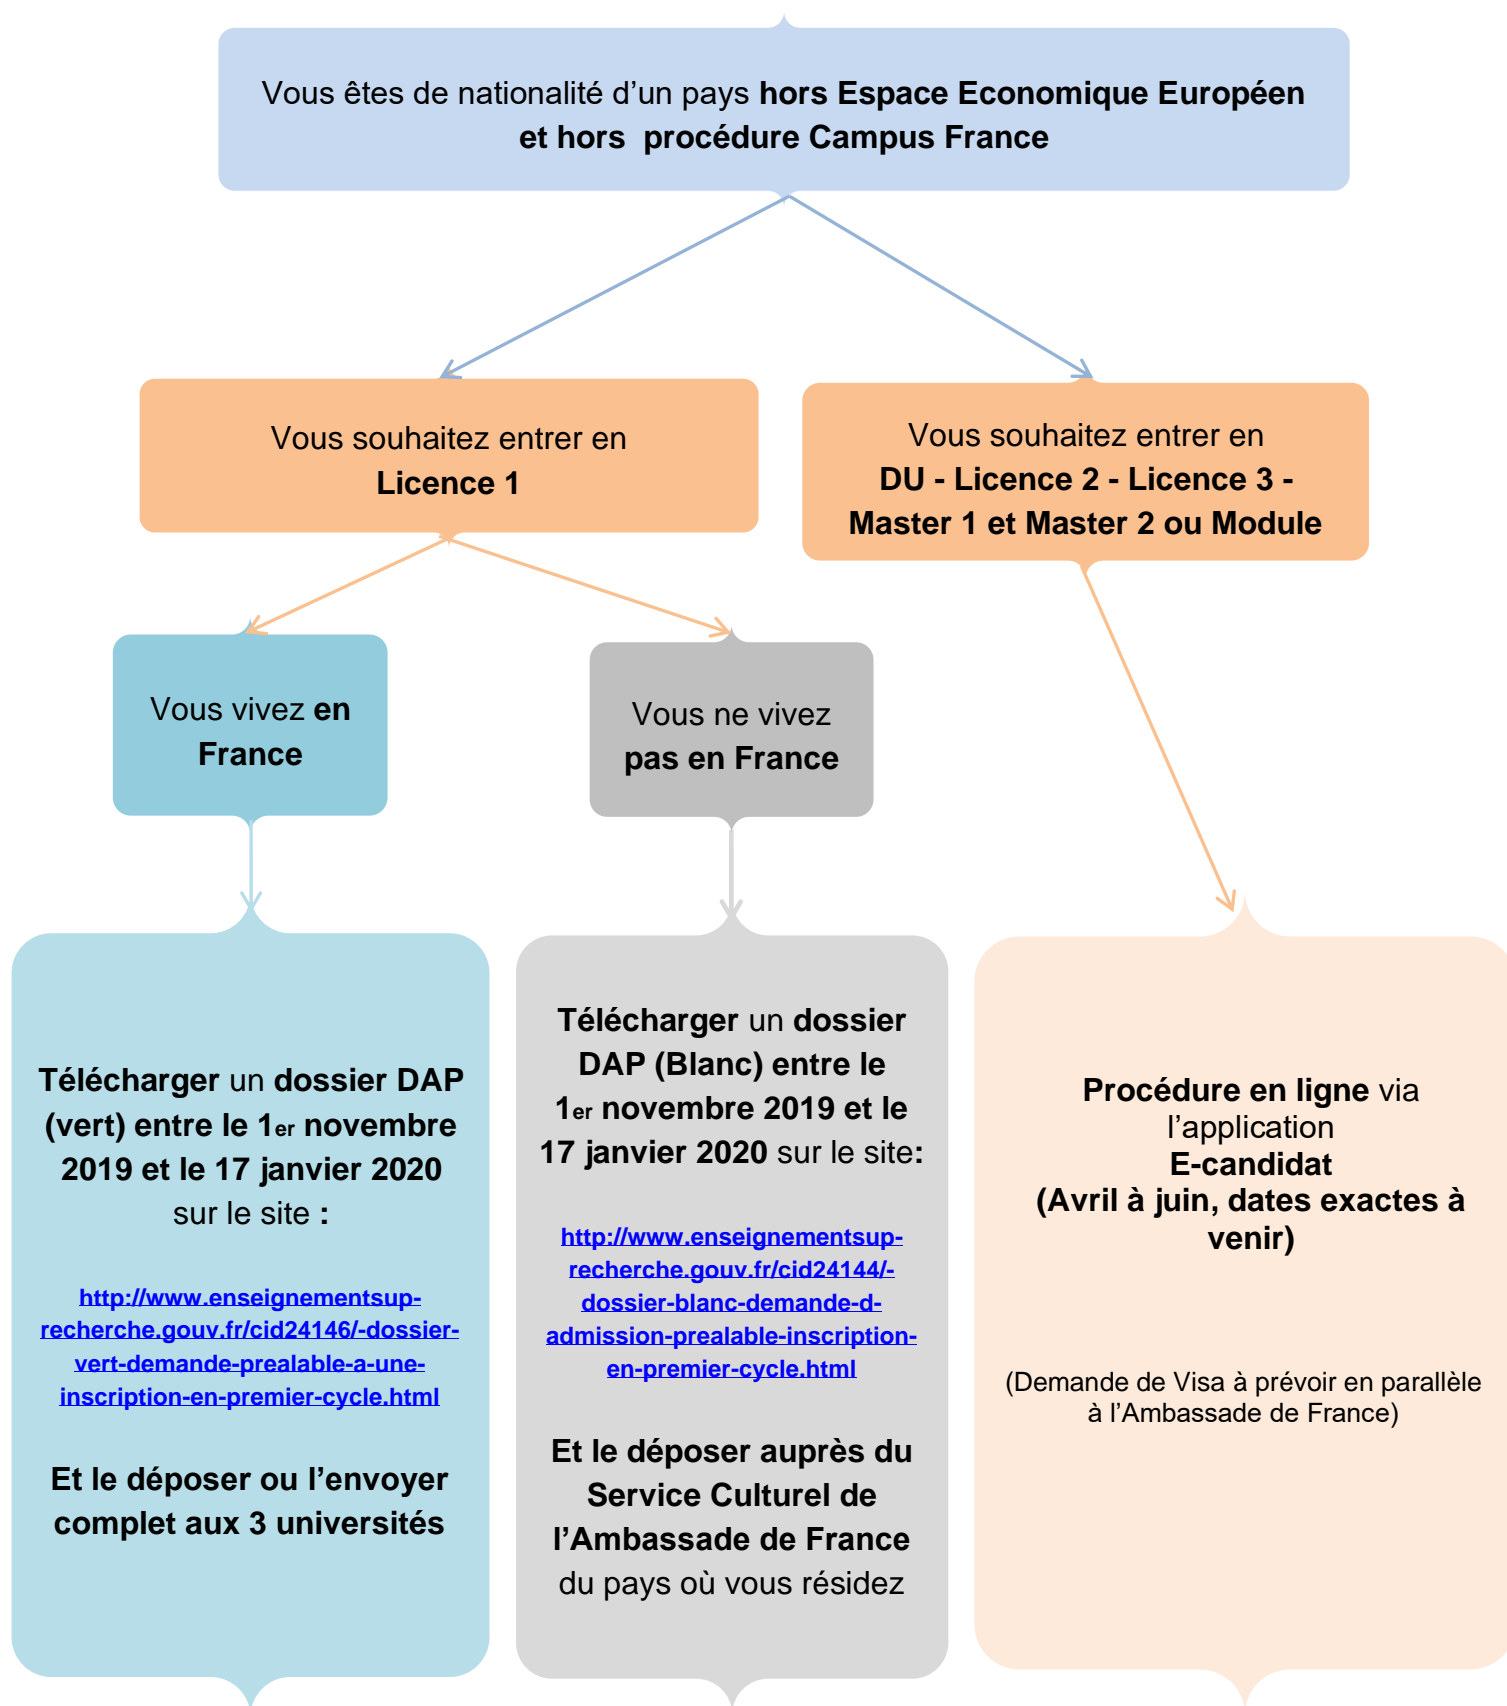 Vous êtes de nationalité d’un pays hors Espace Economique Européen
et hors procédure Campus France
Vous souhaitez entrer en
Licence 1
Vous souhaitez entrer en
DU - Licence 2 - Licence 3 -
Master 1 et Master 2 ou Module
Vous vivez en
France
Vous ne vivez
pas en France
Télécharger un dossier DAP
(vert) entre le 1er novembre
2019 et le 17 janvier 2020
sur le site :
http://www.enseignementsup-
recherche.gouv.fr/cid24146/-dossier-
vert-demande-prealable-a-une-
inscription-en-premier-cycle.html
Et le déposer ou l’envoyer
complet aux 3 universités
Télécharger un dossier
DAP (Blanc) entre le
1er novembre 2019 et le
17 janvier 2020 sur le site:
http://www.enseignementsup-
recherche.gouv.fr/cid24144/-
dossier-blanc-demande-d-
admission-prealable-inscription-
en-premier-cycle.html
Et le déposer auprès du
Service Culturel de
l’Ambassade de France
du pays où vous résidez
Procédure en ligne via
l’application
E-candidat
(Avril à juin, dates exactes à
venir)
(Demande de Visa à prévoir en parallèle
à l’Ambassade de France)